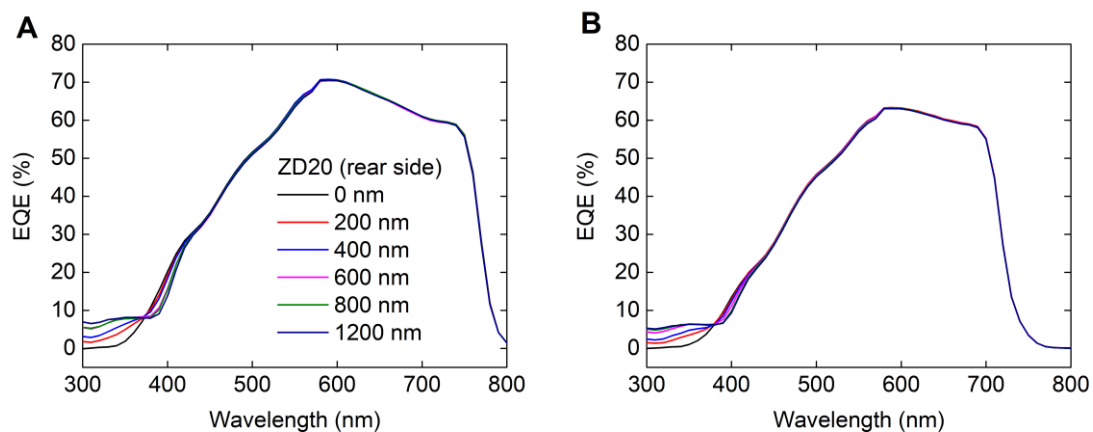 A
80
70
60
50
40
30
20
10
0
EQE (%)
ZD20 (rear side)
0 nm
200 nm
400 nm
600 nm
800 nm
1200 nm
300 400 500 600 700 800
Wavelength (nm)
B
80
70
60
50
40
30
20
10
0
EQE (%)
300 400 500 600 700 800
Wavelength (nm)